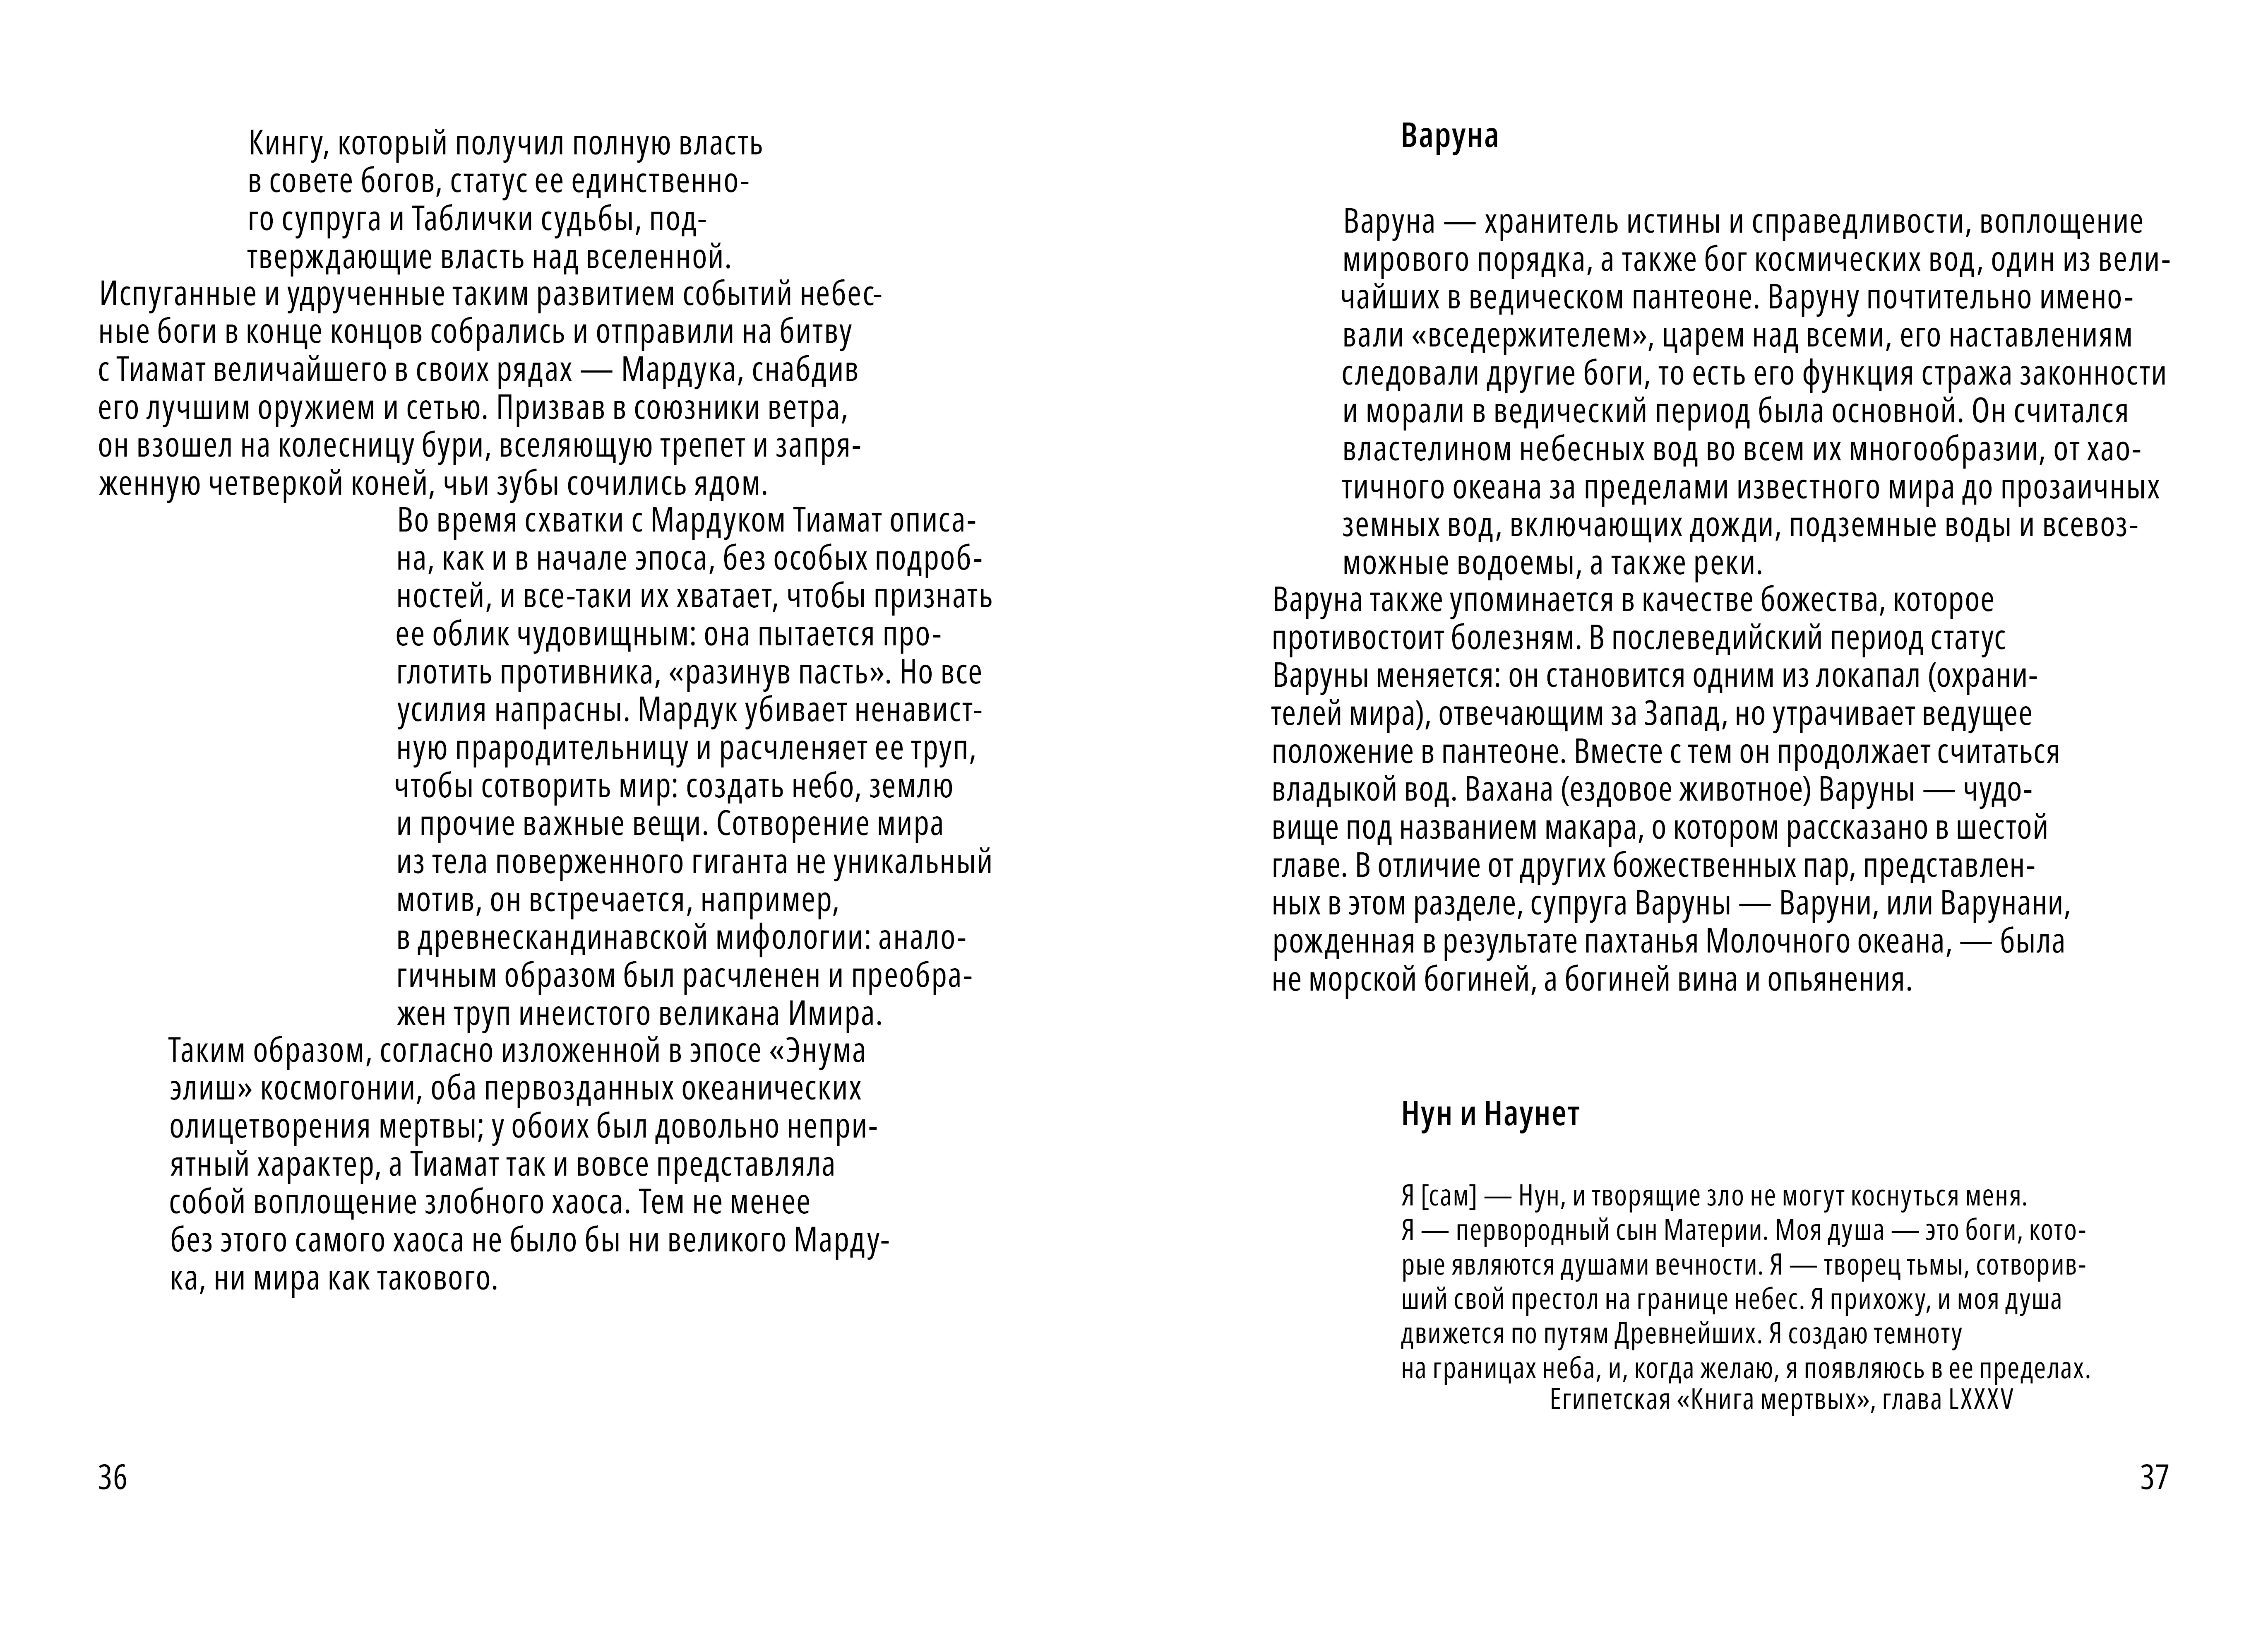 Кингу, который получил полную власть
в совете богов, статус ее единственно-
го супруга и Таблички судьбы, под-
тверждающие власть над вселенной.
Испуганные и удрученные таким развитием событий небес-
ные боги в конце концов собрались и отправили на битву
с Тиамат величайшего в своих рядах — Мардука, снабдив
его лучшим оружием и сетью. Призвав в союзники ветра,
он взошел на колесницу бури, вселяющую трепет и запря-
женную четверкой коней, чьи зубы сочились ядом.
Во время схватки с Мардуком Тиамат описа-
на, как и в начале эпоса, без особых подроб-
ностей, и все-таки их хватает, чтобы признать
ее облик чудовищным: она пытается про-
глотить противника, «разинув пасть». Но все
усилия напрасны. Мардук убивает ненавист-
ную прародительницу и расчленяет ее труп,
чтобы сотворить мир: создать небо, землю
и прочие важные вещи. Сотворение мира
из тела поверженного гиганта не уникальный
мотив, он встречается, например,
в древнескандинавской мифологии: анало-
гичным образом был расчленен и преобра-
жен труп инеистого великана Имира.
Таким образом, согласно изложенной в эпосе «Энума
элиш» космогонии, оба первозданных океанических
олицетворения мертвы; у обоих был довольно непри-
ятный характер, а Тиамат так и вовсе представляла
собой воплощение злобного хаоса. Тем не менее
без этого самого хаоса не было бы ни великого Марду-
ка, ни мира как такового.
36
Варуна
Варуна — хранитель истины и справедливости, воплощение
мирового порядка, а также бог космических вод, один из вели-
чайших в ведическом пантеоне. Варуну почтительно имено-
вали «вседержителем», царем над всеми, его наставлениям
следовали другие боги, то есть его функция стража законности
и морали в ведический период была основной. Он считался
властелином небесных вод во всем их многообразии, от хао-
тичного океана за пределами известного мира до прозаичных
земных вод, включающих дожди, подземные воды и всевоз-
можные водоемы, а также реки.
Варуна также упоминается в качестве божества, которое
противостоит болезням. В послеведийский период статус
Варуны меняется: он становится одним из локапал (охрани-
телей мира), отвечающим за Запад, но утрачивает ведущее
положение в пантеоне. Вместе с тем он продолжает считаться
владыкой вод. Вахана (ездовое животное) Варуны — чудо-
вище под названием макара, о котором рассказано в шестой
главе. В отличие от других божественных пар, представлен-
ных в этом разделе, супруга Варуны — Варуни, или Варунани,
рожденная в результате пахтанья Молочного океана, — была
не морской богиней, а богиней вина и опьянения.
Нун и Наунет
Я [сам] — Нун, и творящие зло не могут коснуться меня.
Я — первородный сын Материи. Моя душа — это боги, кото-
рые являются душами вечности. Я — творец тьмы, сотворив-
ший свой престол на границе небес. Я прихожу, и моя душа
движется по путям Древнейших. Я создаю темноту
на границах неба, и, когда желаю, я появляюсь в ее пределах.
Египетская «Книга мертвых», глава LXXXV
37